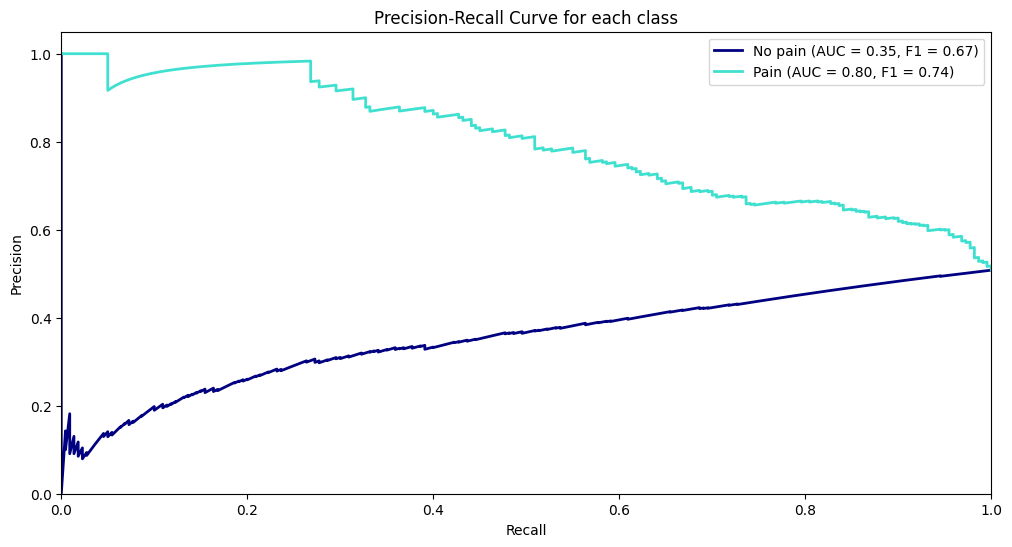 Precision-Recall Curve for each class
No pain (AUC = 0.35, F1 = 0.67)
Pain (AUC = 0.80, F1 = 0.74)
1.0
0.8
0.6
0.4
0.2
0.0
Precision
0.0 0.2 0.4 0.6 0.8 1.0
Recall